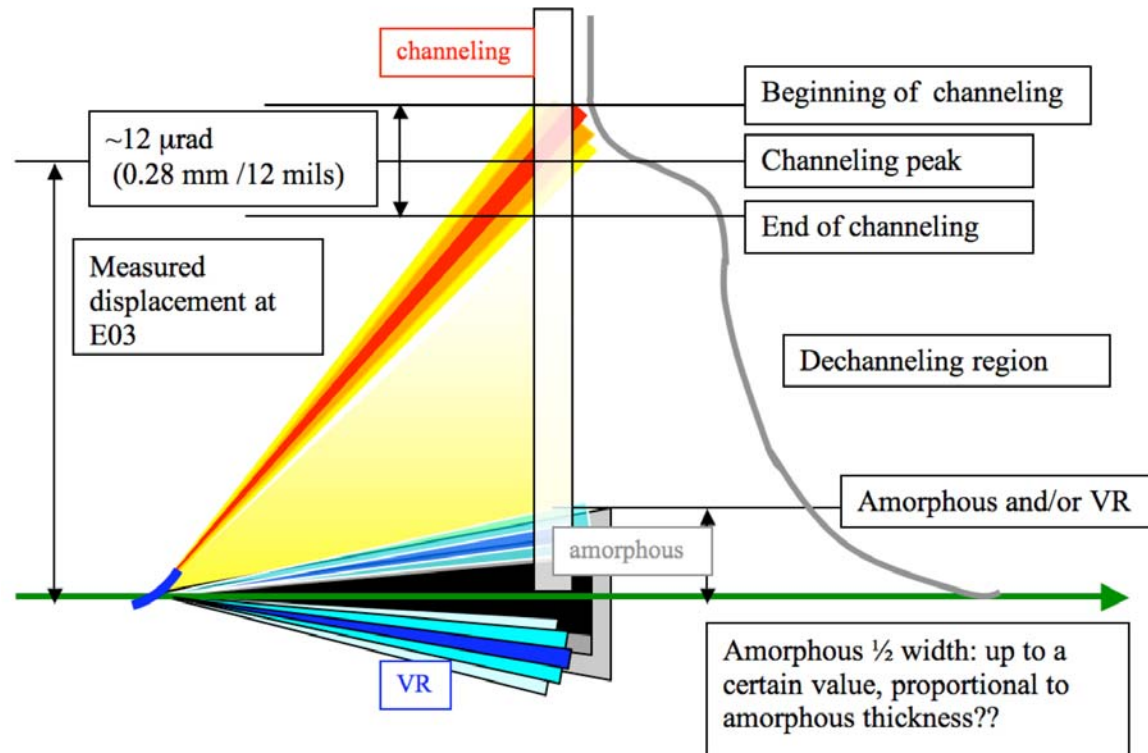 channeling
Beginning of channeling
~12 μrad
(0.28 mm /12 mils)
Channeling peak
End of channeling
Measured
displacement at
E03
Dechanneling region
Amorphous and/or VR
amorphous
VR
Amorphous ½ width: up to a
certain value, proportional to
amorphous thickness??